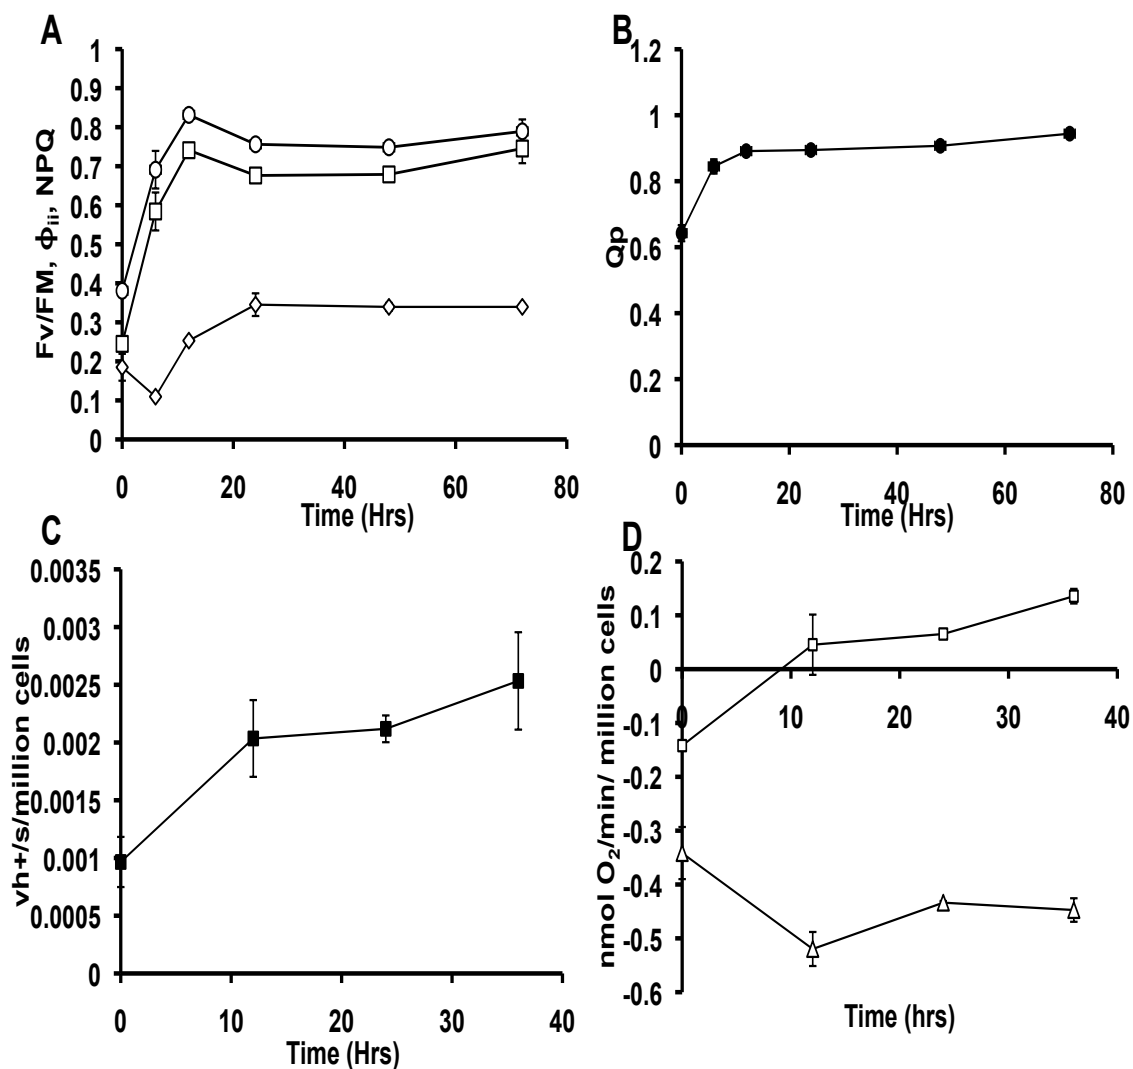 A
Fv/FM, ϕii, NPQ
1
0.9
0.8
0.7
0.6
0.5
0.4
0.3
0.2
0.1
0
0 20 40 60 80
Time (Hrs)
B
Qp
1.2
1
0.8
0.6
0.4
0.2
0
0 20 40 60 80
Time (Hrs)
C
vh+/s/million cells
0.0035
0.003
0.0025
0.002
0.0015
0.001
0.0005
0
0 10 20 30 40
Time (Hrs)
D
nmol O2/min/ million cells
0.2
0.1
0
-0.1
-0.2
-0.3
-0.4
-0.5
-0.6
0 10 20 30 40
Time (hrs)